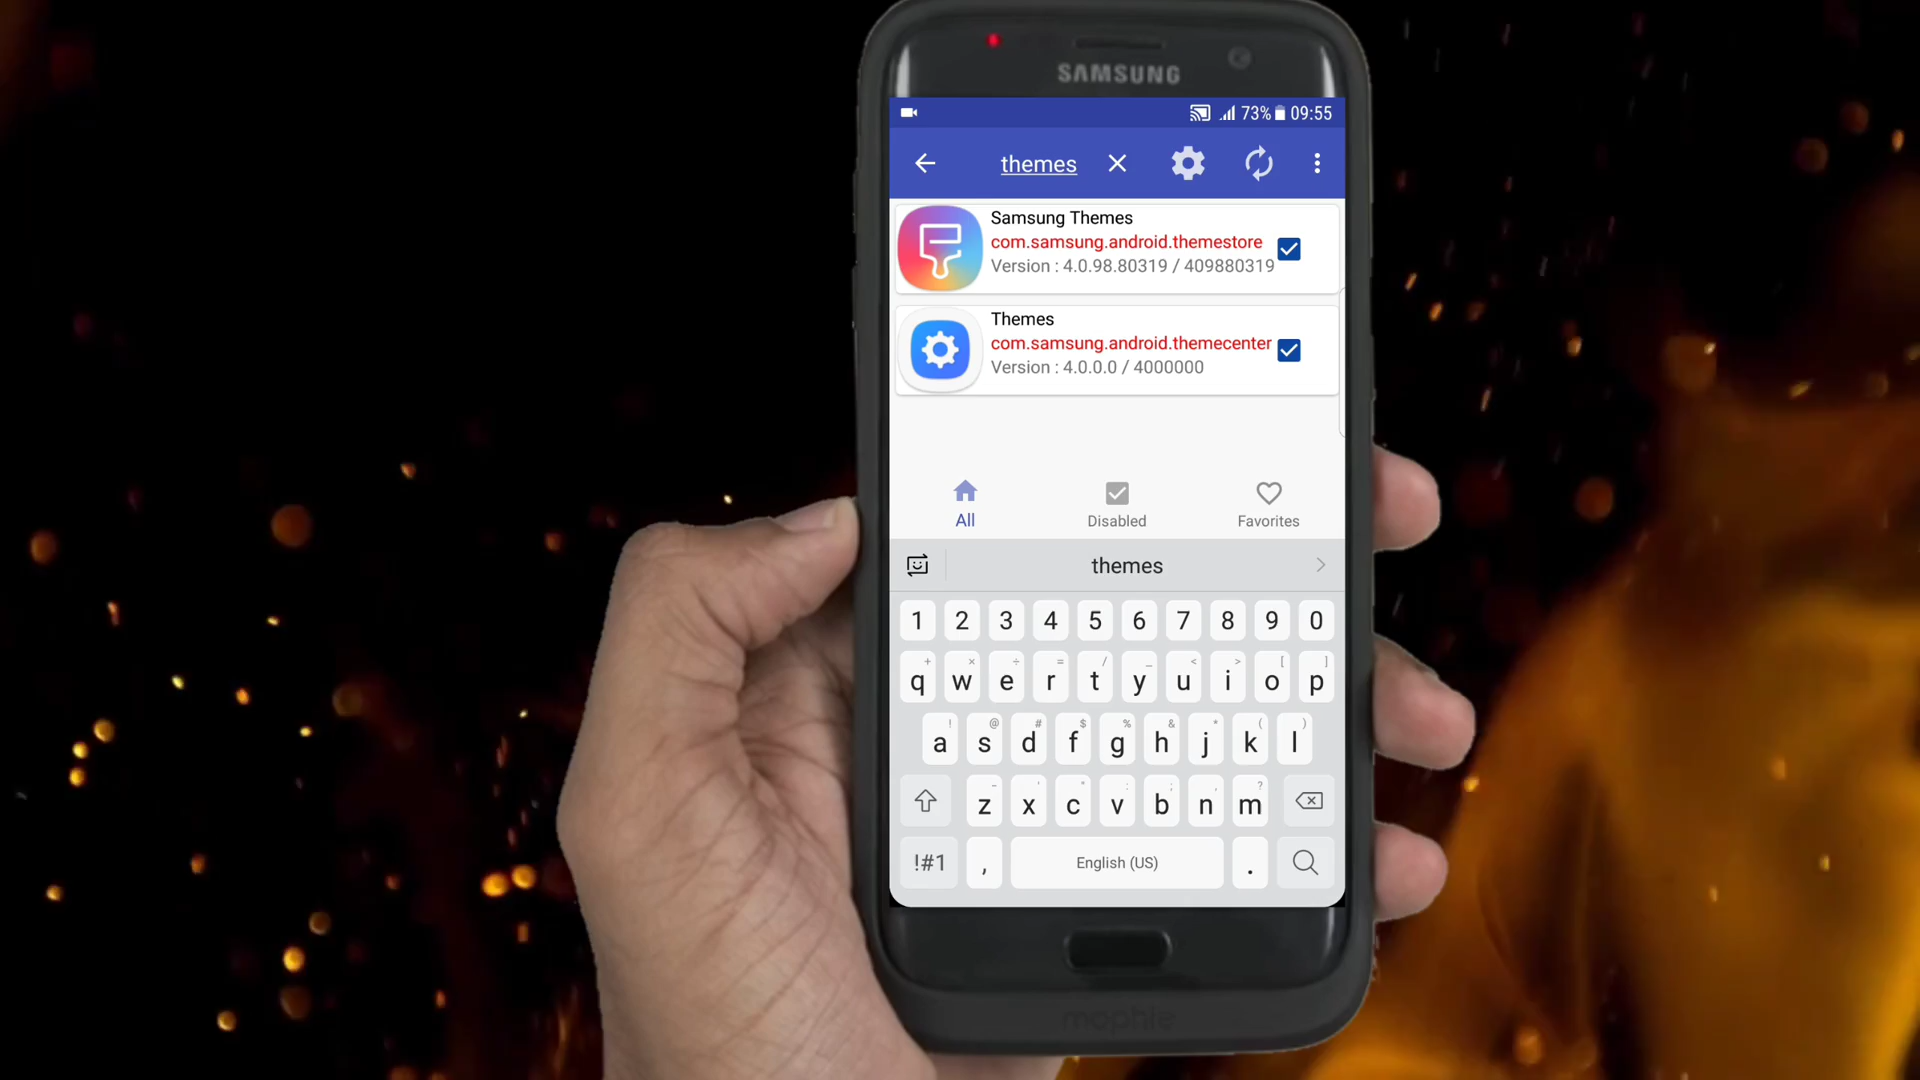 SAMSUNG
73% 09:55
themes
Samsung Themes
com.samsung.android.themestore
Version : 4.0.98.80319 / 409880319
Themes
com.samsung.android.themecenter
Version : 4.0.0.0 / 4000000
All Disabled Favorites
themes
1 2 3 4 5 6 7 8 9 0
+ × ÷ = / _ < > [ ]
q w e r t y u i o p
! @ # $ % & * ( )
a s d f g h j k l
- ' " : ; , ?
z x c v b n m
!#1 , English (US) .
mophie